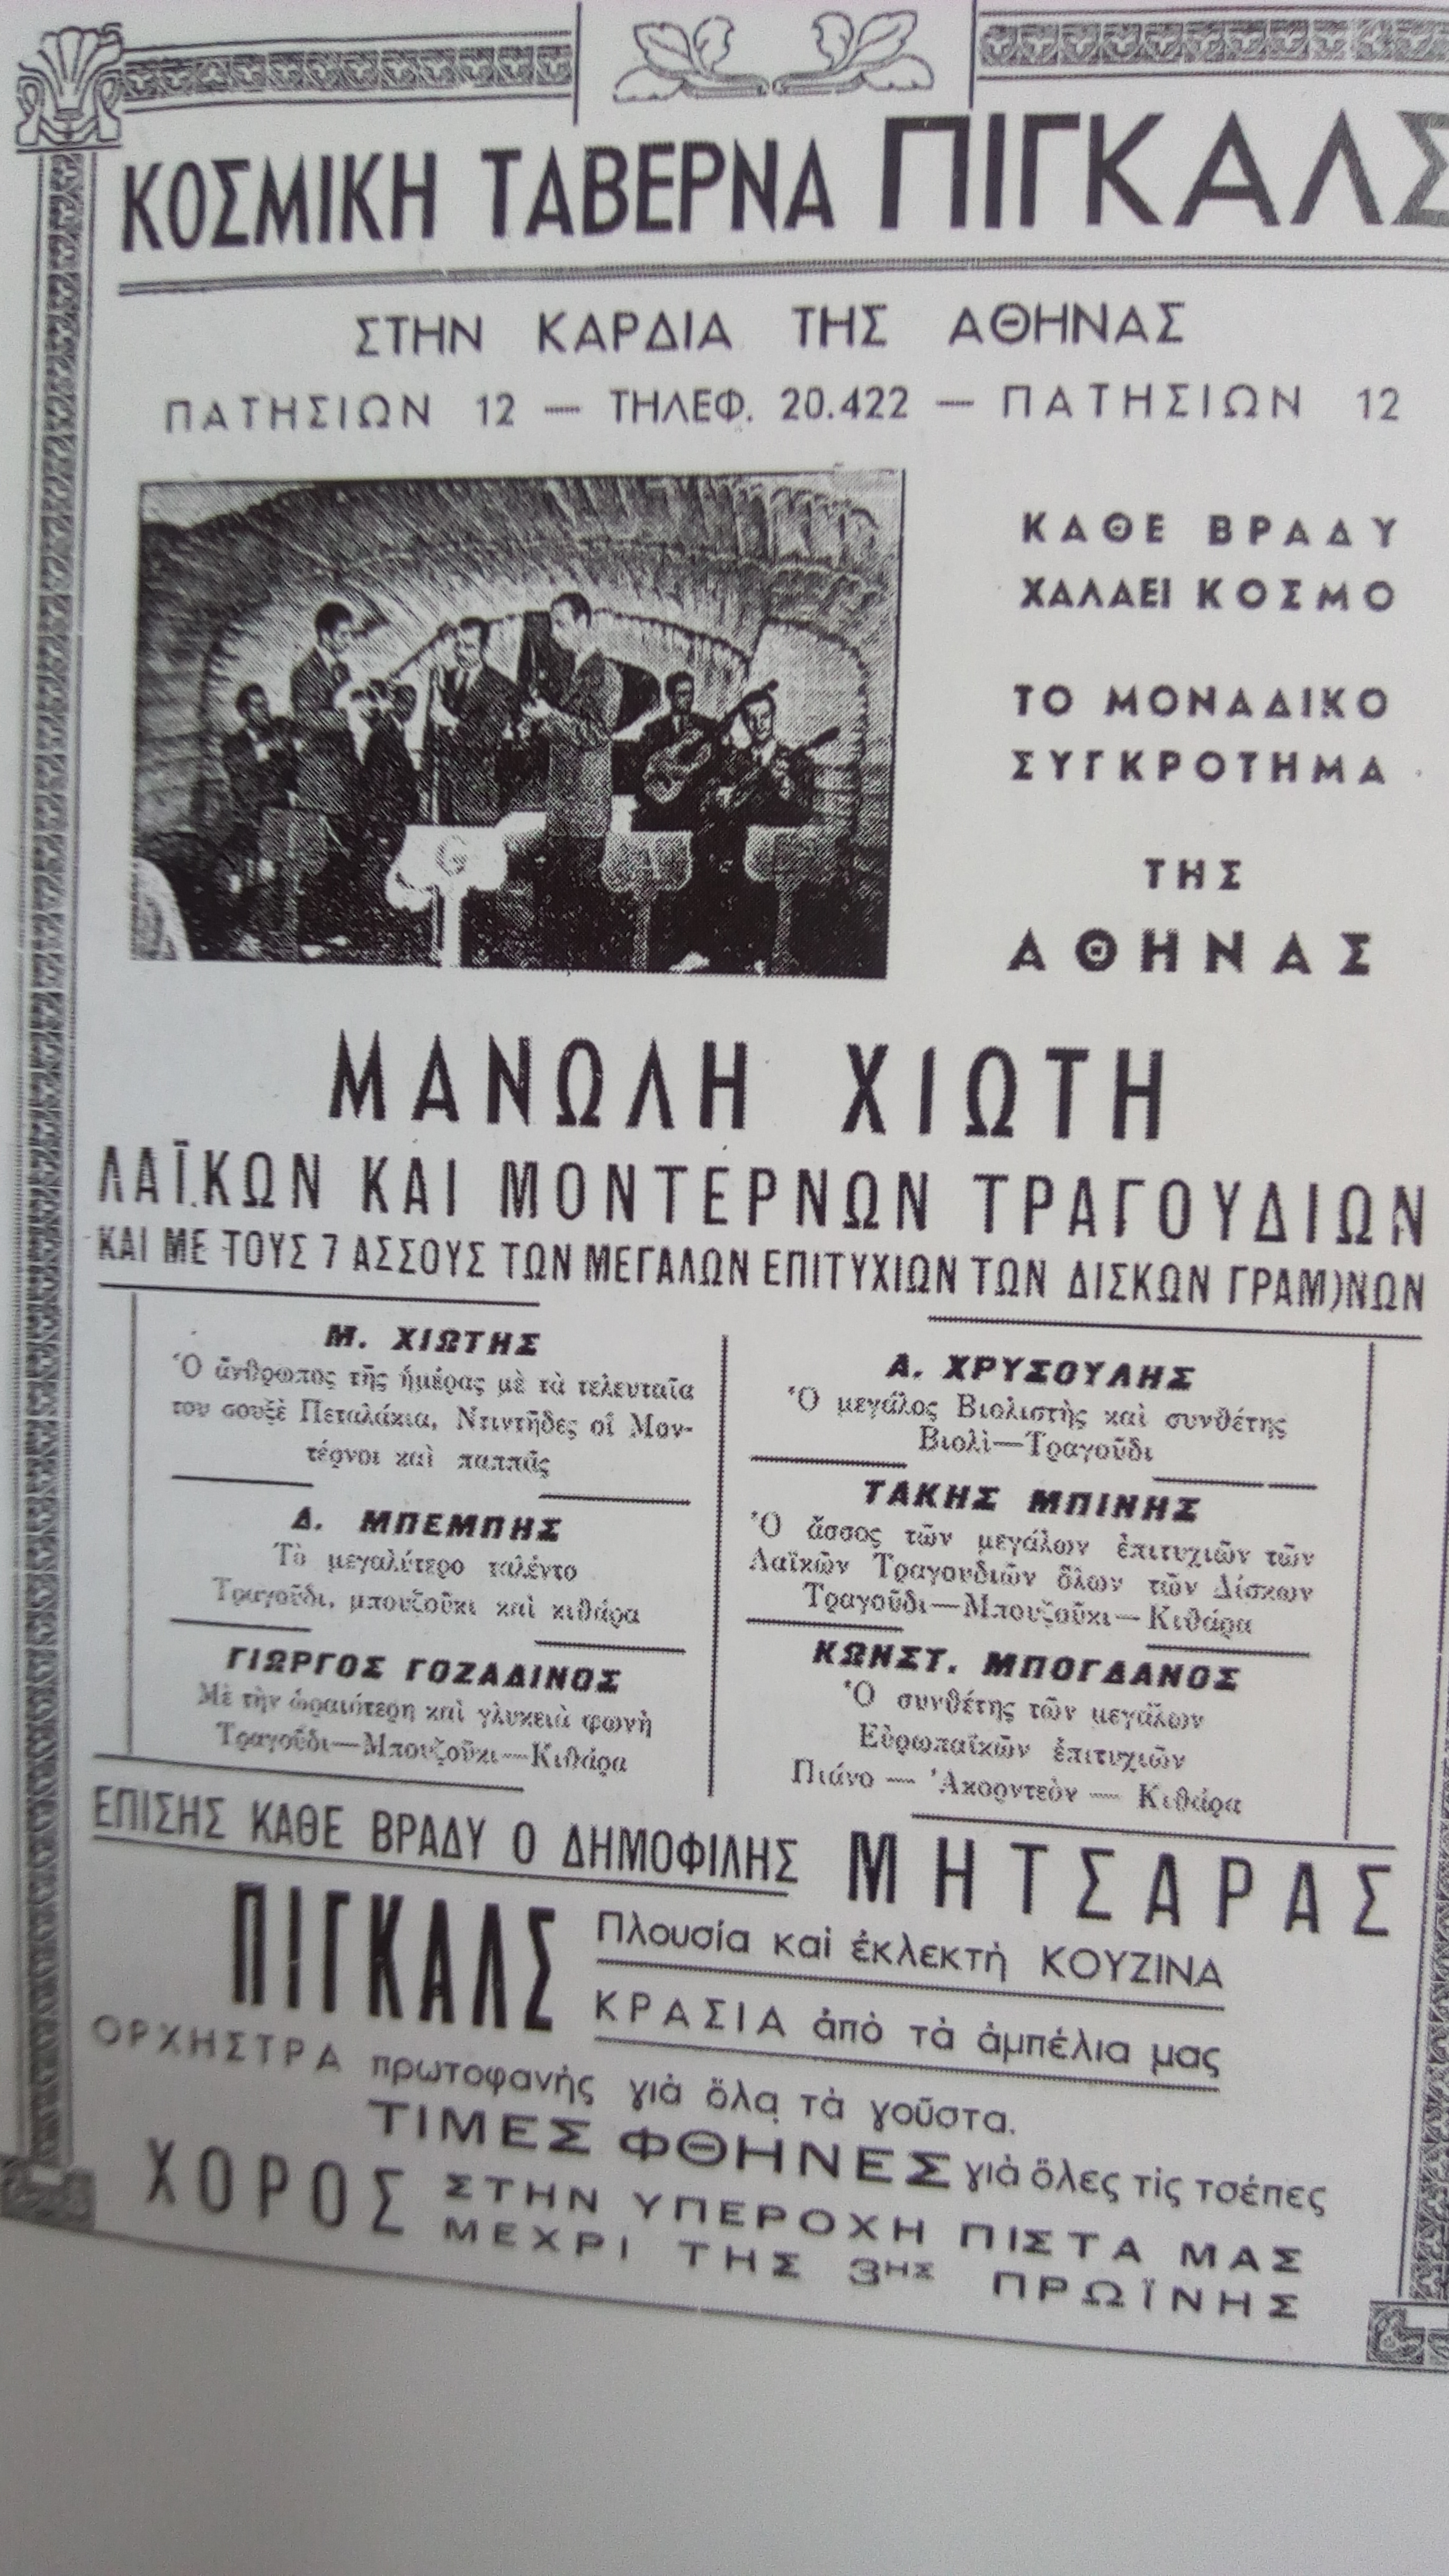 ΚΟΣΜΙΚΗ ΤΑΒΕΡΝΑ ΠΙΓΚΑΛΣ
ΣΤΗΝ ΚΑΡΔΙΑ ΤΗΣ ΑΘΗΝΑΣ
ΠΑΤΗΣΙΩΝ 12 — ΤΗΛΕΦ. 20.422 — ΠΑΤΗΣΙΩΝ 12
ΚΑΘΕ ΒΡΑΔΥ
ΧΑΛΑΕΙ ΚΟΣΜΟ
ΤΟ ΜΟΝΑΔΙΚΟ
ΣΥΓΚΡΟΤΗΜΑ
ΤΗΣ
ΑΘΗΝΑΣ
ΜΑΝΩΛΗ ΧΙΩΤΗ
ΛΑΪΚΩΝ ΚΑΙ ΜΟΝΤΕΡΝΩΝ ΤΡΑΓΟΥΔΙΩΝ
ΚΑΙ ΜΕ ΤΟΥΣ 7 ΑΣΣΟΥΣ ΤΩΝ ΜΕΓΑΛΩΝ ΕΠΙΤΥΧΙΩΝ ΤΩΝ ΔΙΣΚΩΝ ΓΡΑΜ)ΝΩΝ
Μ. ΧΙΩΤΗΣ
Ὁ ἄνθρωπος τῆς ἡμέρας μὲ τὰ τελευταῖα
του σουξὲ Πεταλάκια, Ντιντῆδες οἱ Μον-
τέρνοι καὶ παππᾶς
Δ. ΜΠΕΜΠΗΣ
Τὸ μεγαλύτερο ταλέντο
Τραγοῦδι, μπουζοῦκι καὶ κιθάρα
ΓΙΩΡΓΟΣ ΓΟΖΑΔΙΝΟΣ
Μὲ τὴν ὡραιότερη καὶ γλυκειὰ φωνὴ
Τραγοῦδι—Μπουζοῦκι—Κιθάρα
Α. ΧΡΥΣΟΥΛΗΣ
Ὁ μεγάλος Βιολιστὴς καὶ συνθέτης
Βιολὶ—Τραγοῦδι
ΤΑΚΗΣ ΜΠΙΝΗΣ
Ὁ ἄσσος τῶν μεγάλων ἐπιτυχιῶν τῶν
Λαϊκῶν Τραγουδιῶν ὅλων τῶν Δίσκων
Τραγοῦδι—Μπουζοῦκι—Κιθάρα
ΚΩΝΣΤ. ΜΠΟΓΔΑΝΟΣ
Ὁ συνθέτης τῶν μεγάλων
Εὐρωπαϊκῶν ἐπιτυχιῶν
Πιάνο — Ἀκορντεὸν — Κιθάρα
ΕΠΙΣΗΣ ΚΑΘΕ ΒΡΑΔΥ Ο ΔΗΜΟΦΙΛΗΣ ΜΗΤΣΑΡΑΣ
ΠΙΓΚΑΛΣ Πλουσία καὶ ἐκλεκτὴ ΚΟΥΖΙΝΑ
ΚΡΑΣΙΑ ἀπὸ τὰ ἀμπέλια μας
ΟΡΧΗΣΤΡΑ πρωτοφανὴς γιὰ ὅλα τὰ γοῦστα.
ΤΙΜΕΣ ΦΘΗΝΕΣ γιὰ ὅλες τὶς τσέπες
ΧΟΡΟΣ ΣΤΗΝ ΥΠΕΡΟΧΗ ΠΙΣΤΑ ΜΑΣ
ΜΕΧΡΙ ΤΗΣ 3ΗΣ ΠΡΩΪΝΗΣ